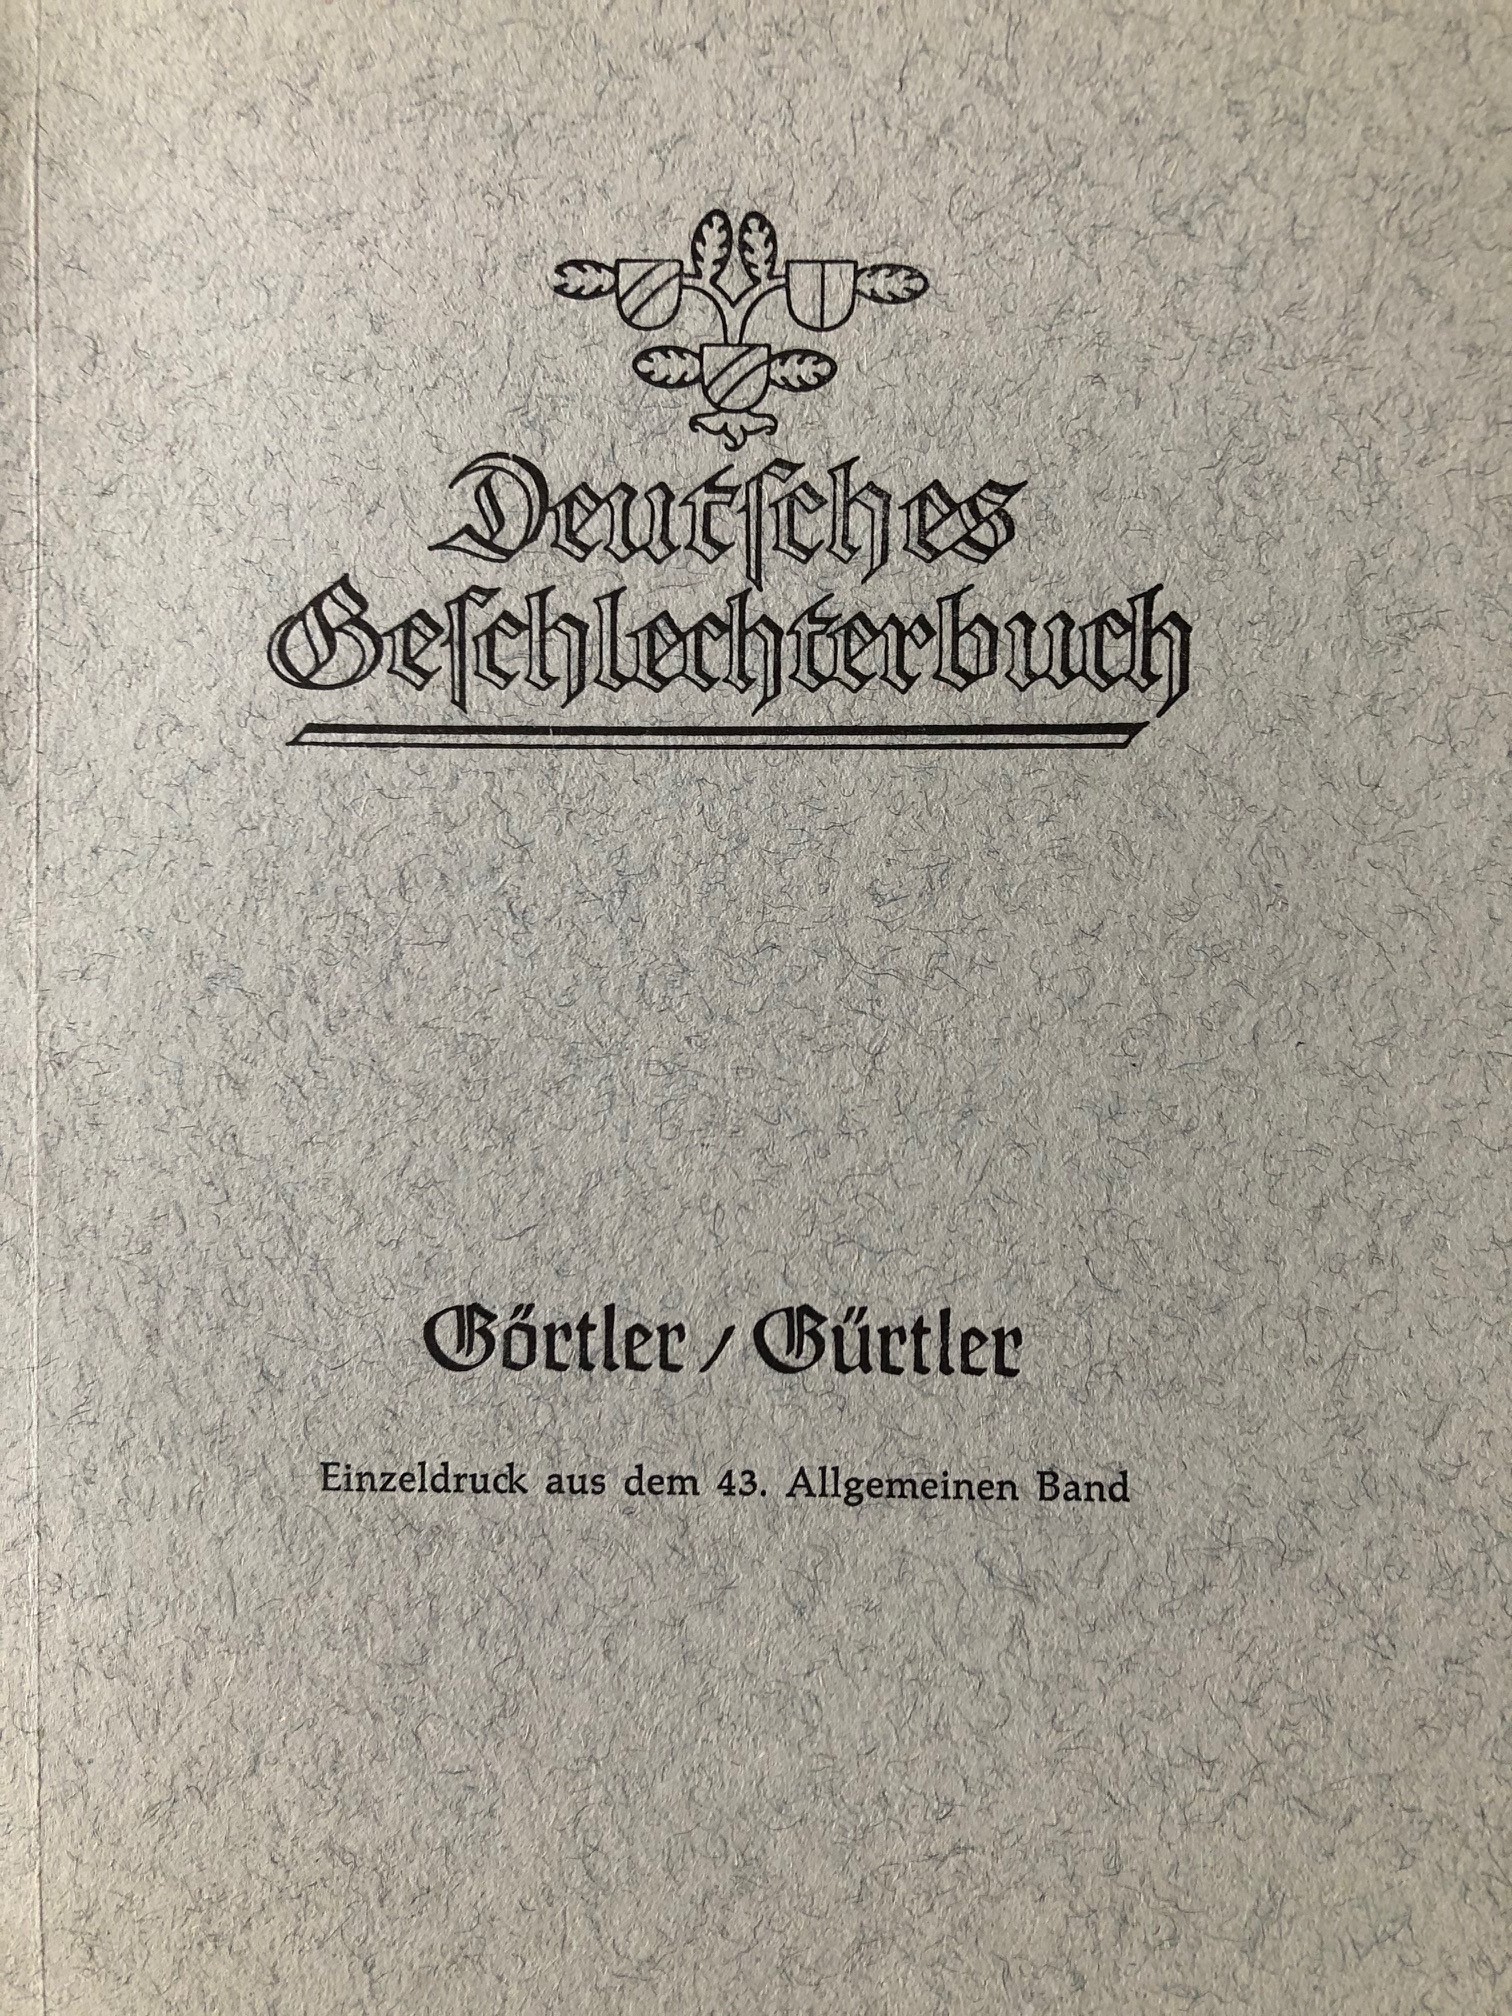 Deutſches
Geſchlechterbuch
Görtler / Gürtler
Einzeldruck aus dem 43. Allgemeinen Band